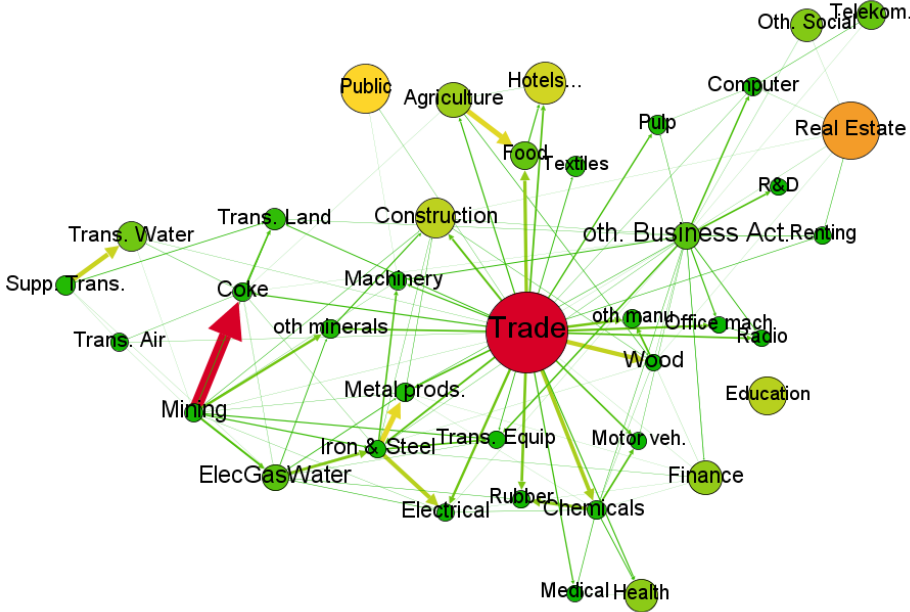 Telekom.
Oth. Social
Hotels...
Public
Agriculture
Computer
Pulp
Real Estate
Food
Textiles
R&D
Trans. Land
Construction
Trans. Water
oth. Business Act.
Renting
Supp. Trans.
Coke
Machinery
oth minerals
Trade
oth manu
Office mach
Radio
Trans. Air
Wood
Metal prods.
Education
Mining
Iron & Steel
Trans. Equip
Motor veh.
ElecGasWater
Finance
Rubber
Electrical
Chemicals
Medical
Health